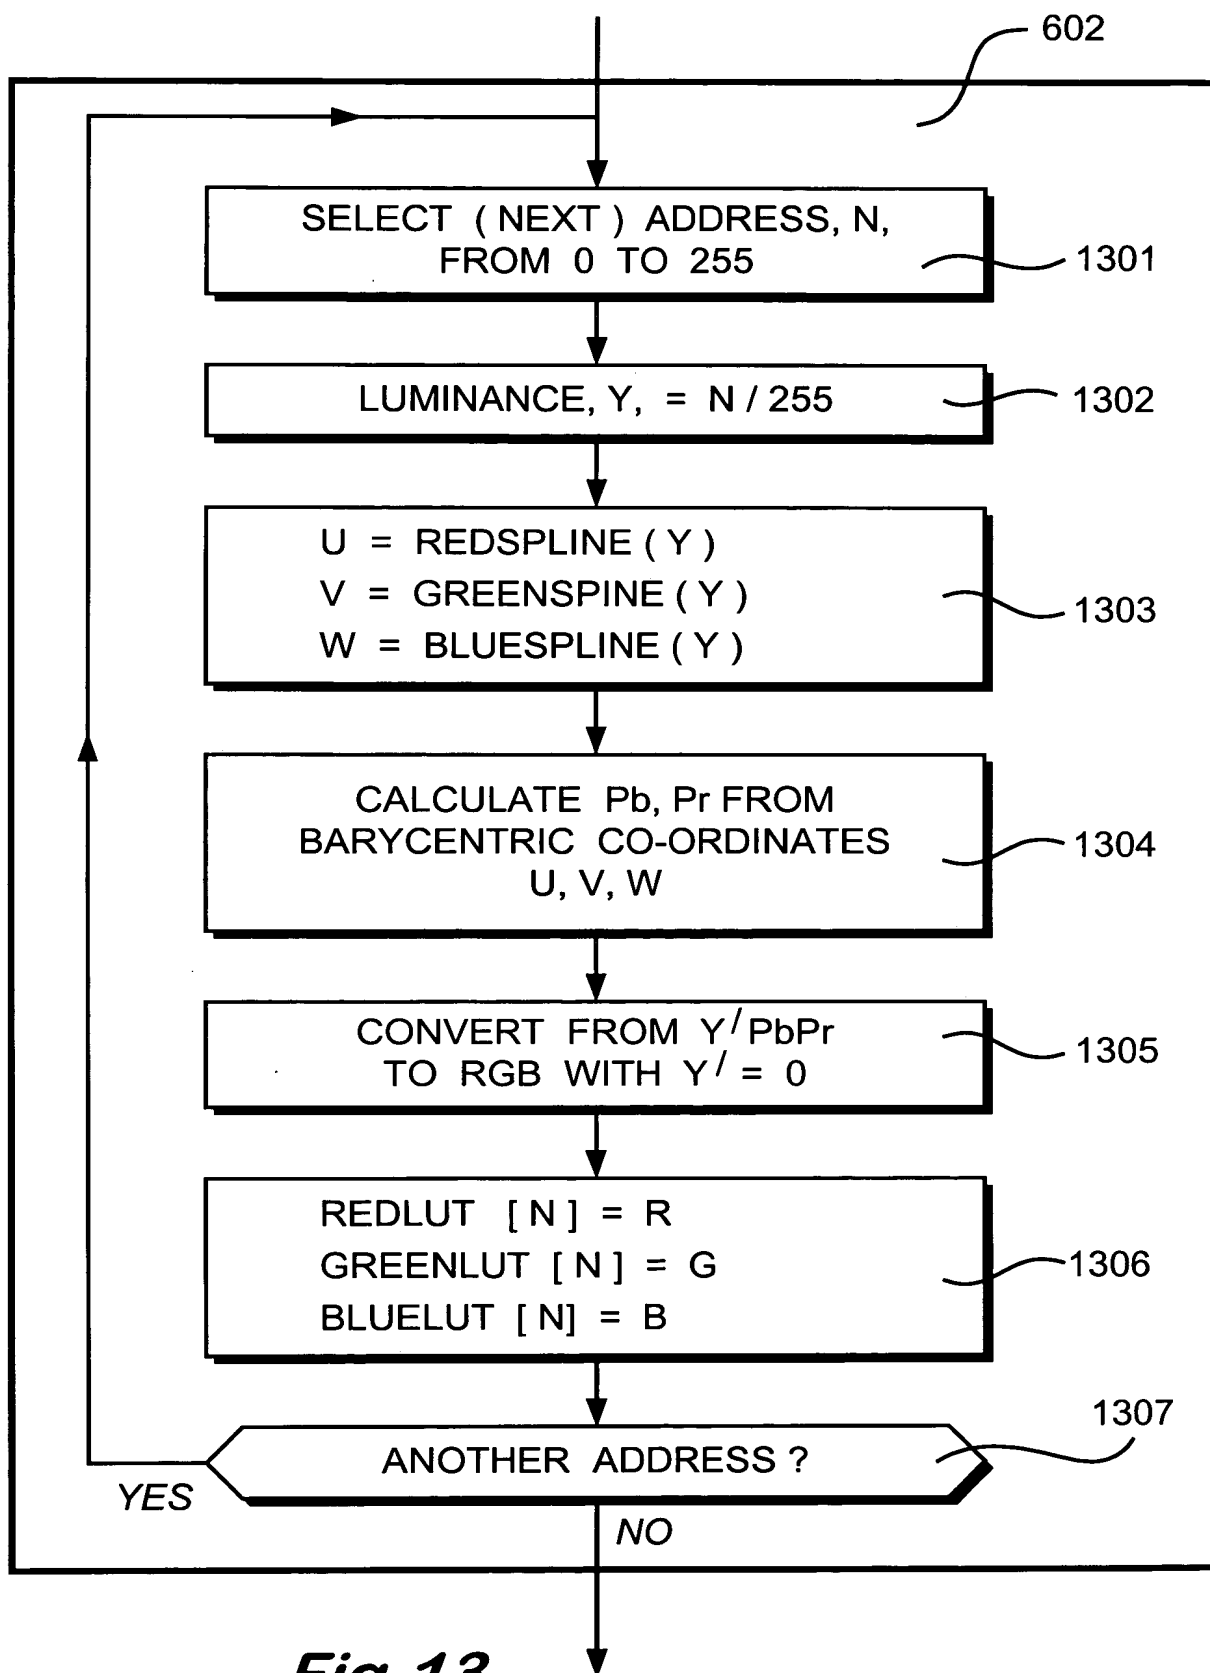 602
SELECT ( NEXT ) ADDRESS, N,
FROM 0 TO 255
1301
LUMINANCE, Y, = N / 255
1302
U = REDSPLINE ( Y )
V = GREENSPINE ( Y )
W = BLUESPLINE ( Y )
1303
CALCULATE Pb, Pr FROM
BARYCENTRIC CO-ORDINATES
U, V, W
1304
CONVERT FROM Y/PbPr
TO RGB WITH Y/ = 0
1305
REDLUT [ N ] = R
GREENLUT [ N ] = G
BLUELUT [ N] = B
1306
1307
ANOTHER ADDRESS ?
YES
NO
Fig 13